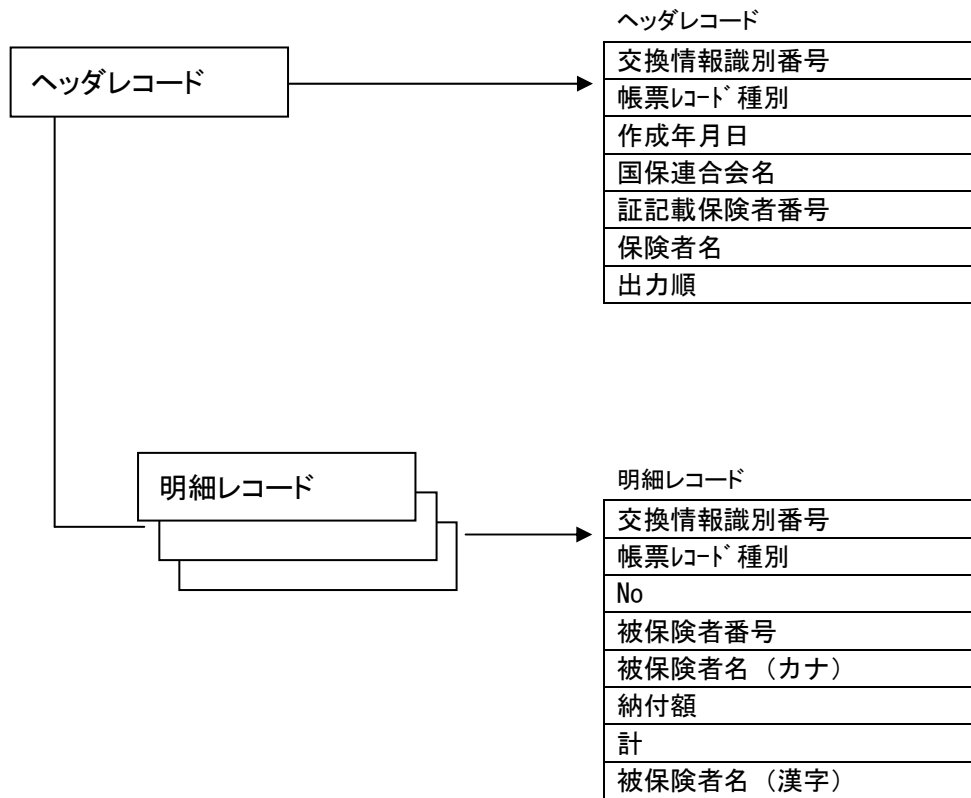 ヘッダレコード
ヘッダレコード
交換情報識別番号
帳票ﾚｺｰﾄﾞ種別
作成年月日
国保連合会名
証記載保険者番号
保険者名
出力順
明細レコード
明細レコード
交換情報識別番号
帳票ﾚｺｰﾄﾞ種別
No
被保険者番号
被保険者名（カナ）
納付額
計
被保険者名（漢字）